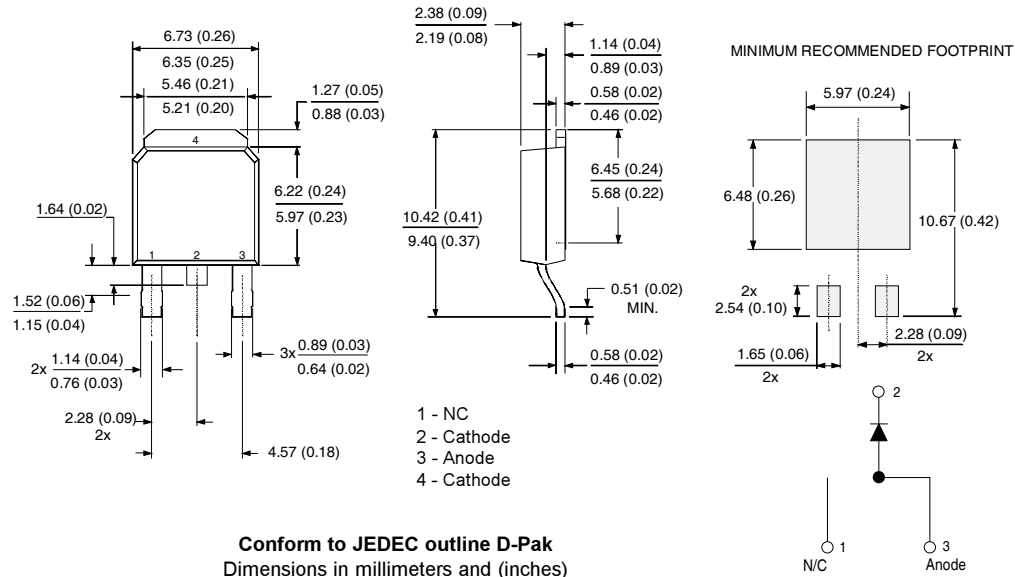 6.73 (0.26)
6.35 (0.25)
5.46 (0.21)
5.21 (0.20)
1.27 (0.05)
0.88 (0.03)
4
6.22 (0.24)
5.97 (0.23)
1.64 (0.02)
1 2 3
1.52 (0.06)
1.15 (0.04)
2x 1.14 (0.04)
0.76 (0.03)
3x 0.89 (0.03)
0.64 (0.02)
2.28 (0.09)
2x
4.57 (0.18)
2.38 (0.09)
2.19 (0.08)
1.14 (0.04)
0.89 (0.03)
0.58 (0.02)
0.46 (0.02)
6.45 (0.24)
5.68 (0.22)
10.42 (0.41)
9.40 (0.37)
0.51 (0.02)
MIN.
0.58 (0.02)
0.46 (0.02)
1 - NC
2 - Cathode
3 - Anode
4 - Cathode
MINIMUM RECOMMENDED FOOTPRINT
5.97 (0.24)
6.48 (0.26)
10.67 (0.42)
2x
2.54 (0.10)
2.28 (0.09)
2x
1.65 (0.06)
2x
2
1
N/C
3
Anode
Conform to JEDEC outline D-Pak
Dimensions in millimeters and (inches)